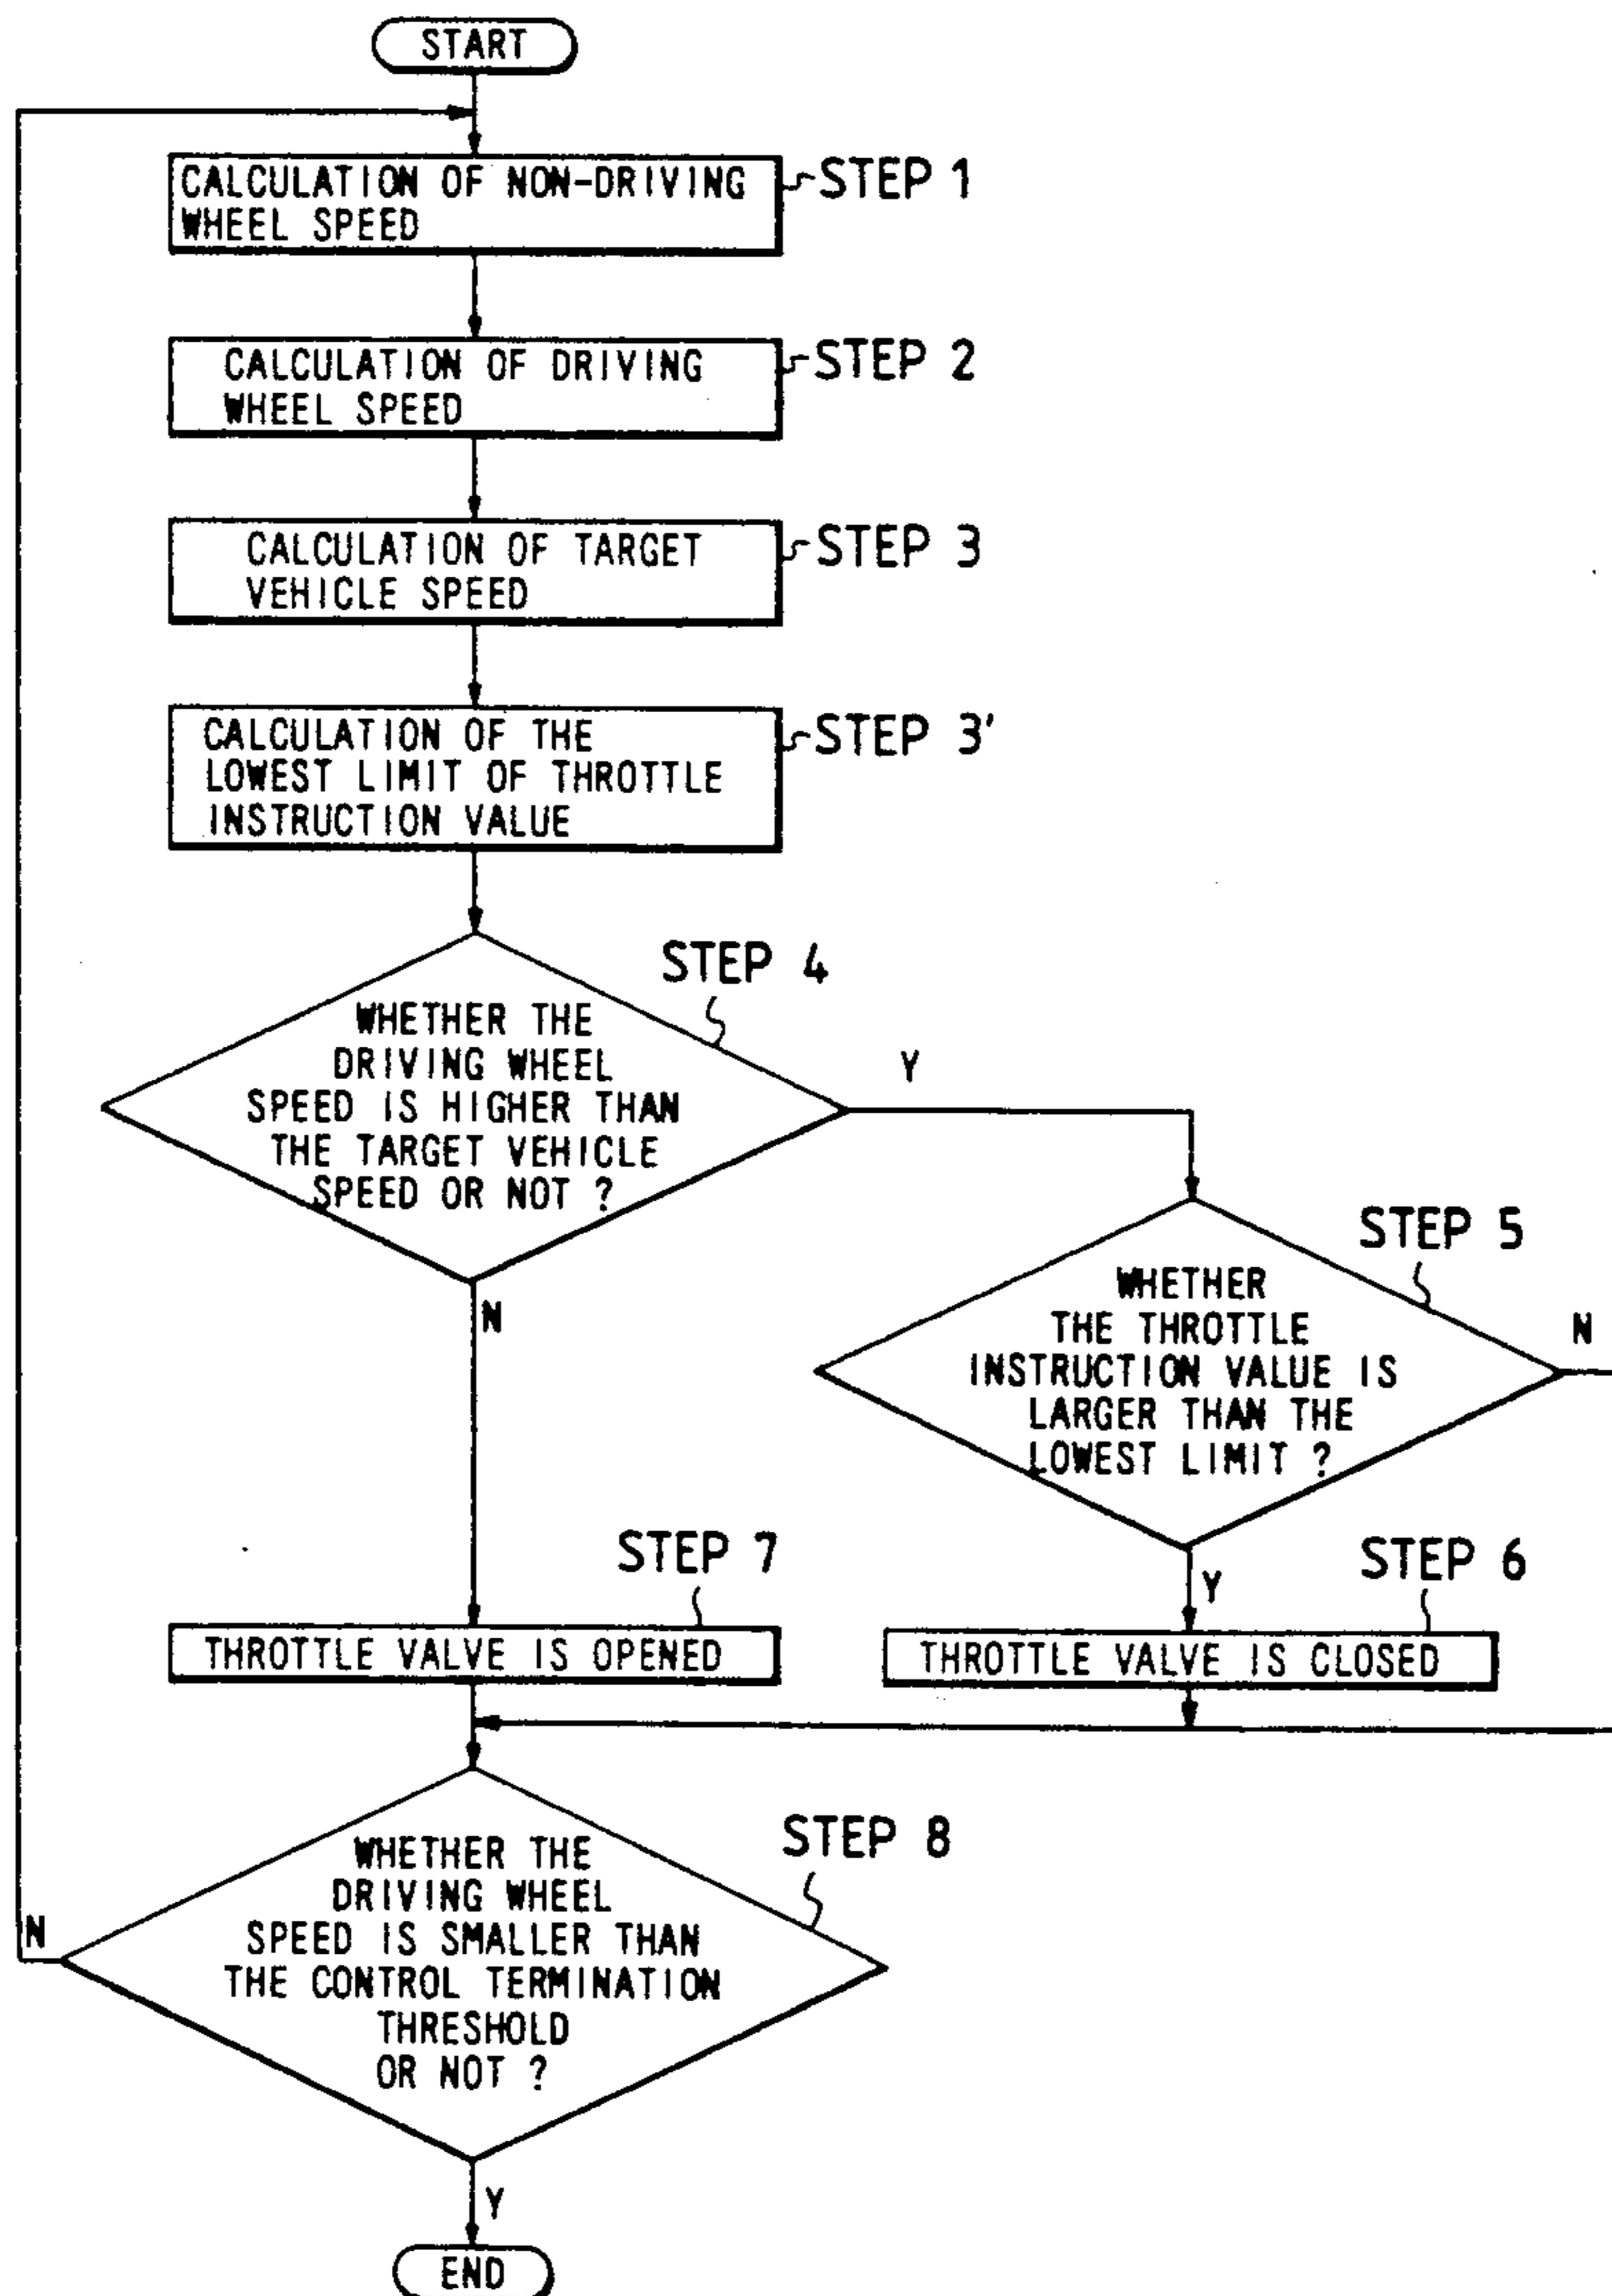 START
CALCULATION OF NON-DRIVING
WHEEL SPEED
STEP 1
CALCULATION OF DRIVING
WHEEL SPEED
STEP 2
CALCULATION OF TARGET
VEHICLE SPEED
STEP 3
CALCULATION OF THE
LOWEST LIMIT OF THROTTLE
INSTRUCTION VALUE
STEP 3'
STEP 4
WHETHER THE
DRIVING WHEEL
SPEED IS HIGHER THAN
THE TARGET VEHICLE
SPEED OR NOT ?
Y
N
STEP 5
WHETHER
THE THROTTLE
INSTRUCTION VALUE IS
LARGER THAN THE
LOWEST LIMIT ?
N
Y
STEP 7
THROTTLE VALVE IS OPENED
STEP 6
THROTTLE VALVE IS CLOSED
STEP 8
WHETHER THE
DRIVING WHEEL
SPEED IS SMALLER THAN
THE CONTROL TERMINATION
THRESHOLD
OR NOT ?
N
Y
END